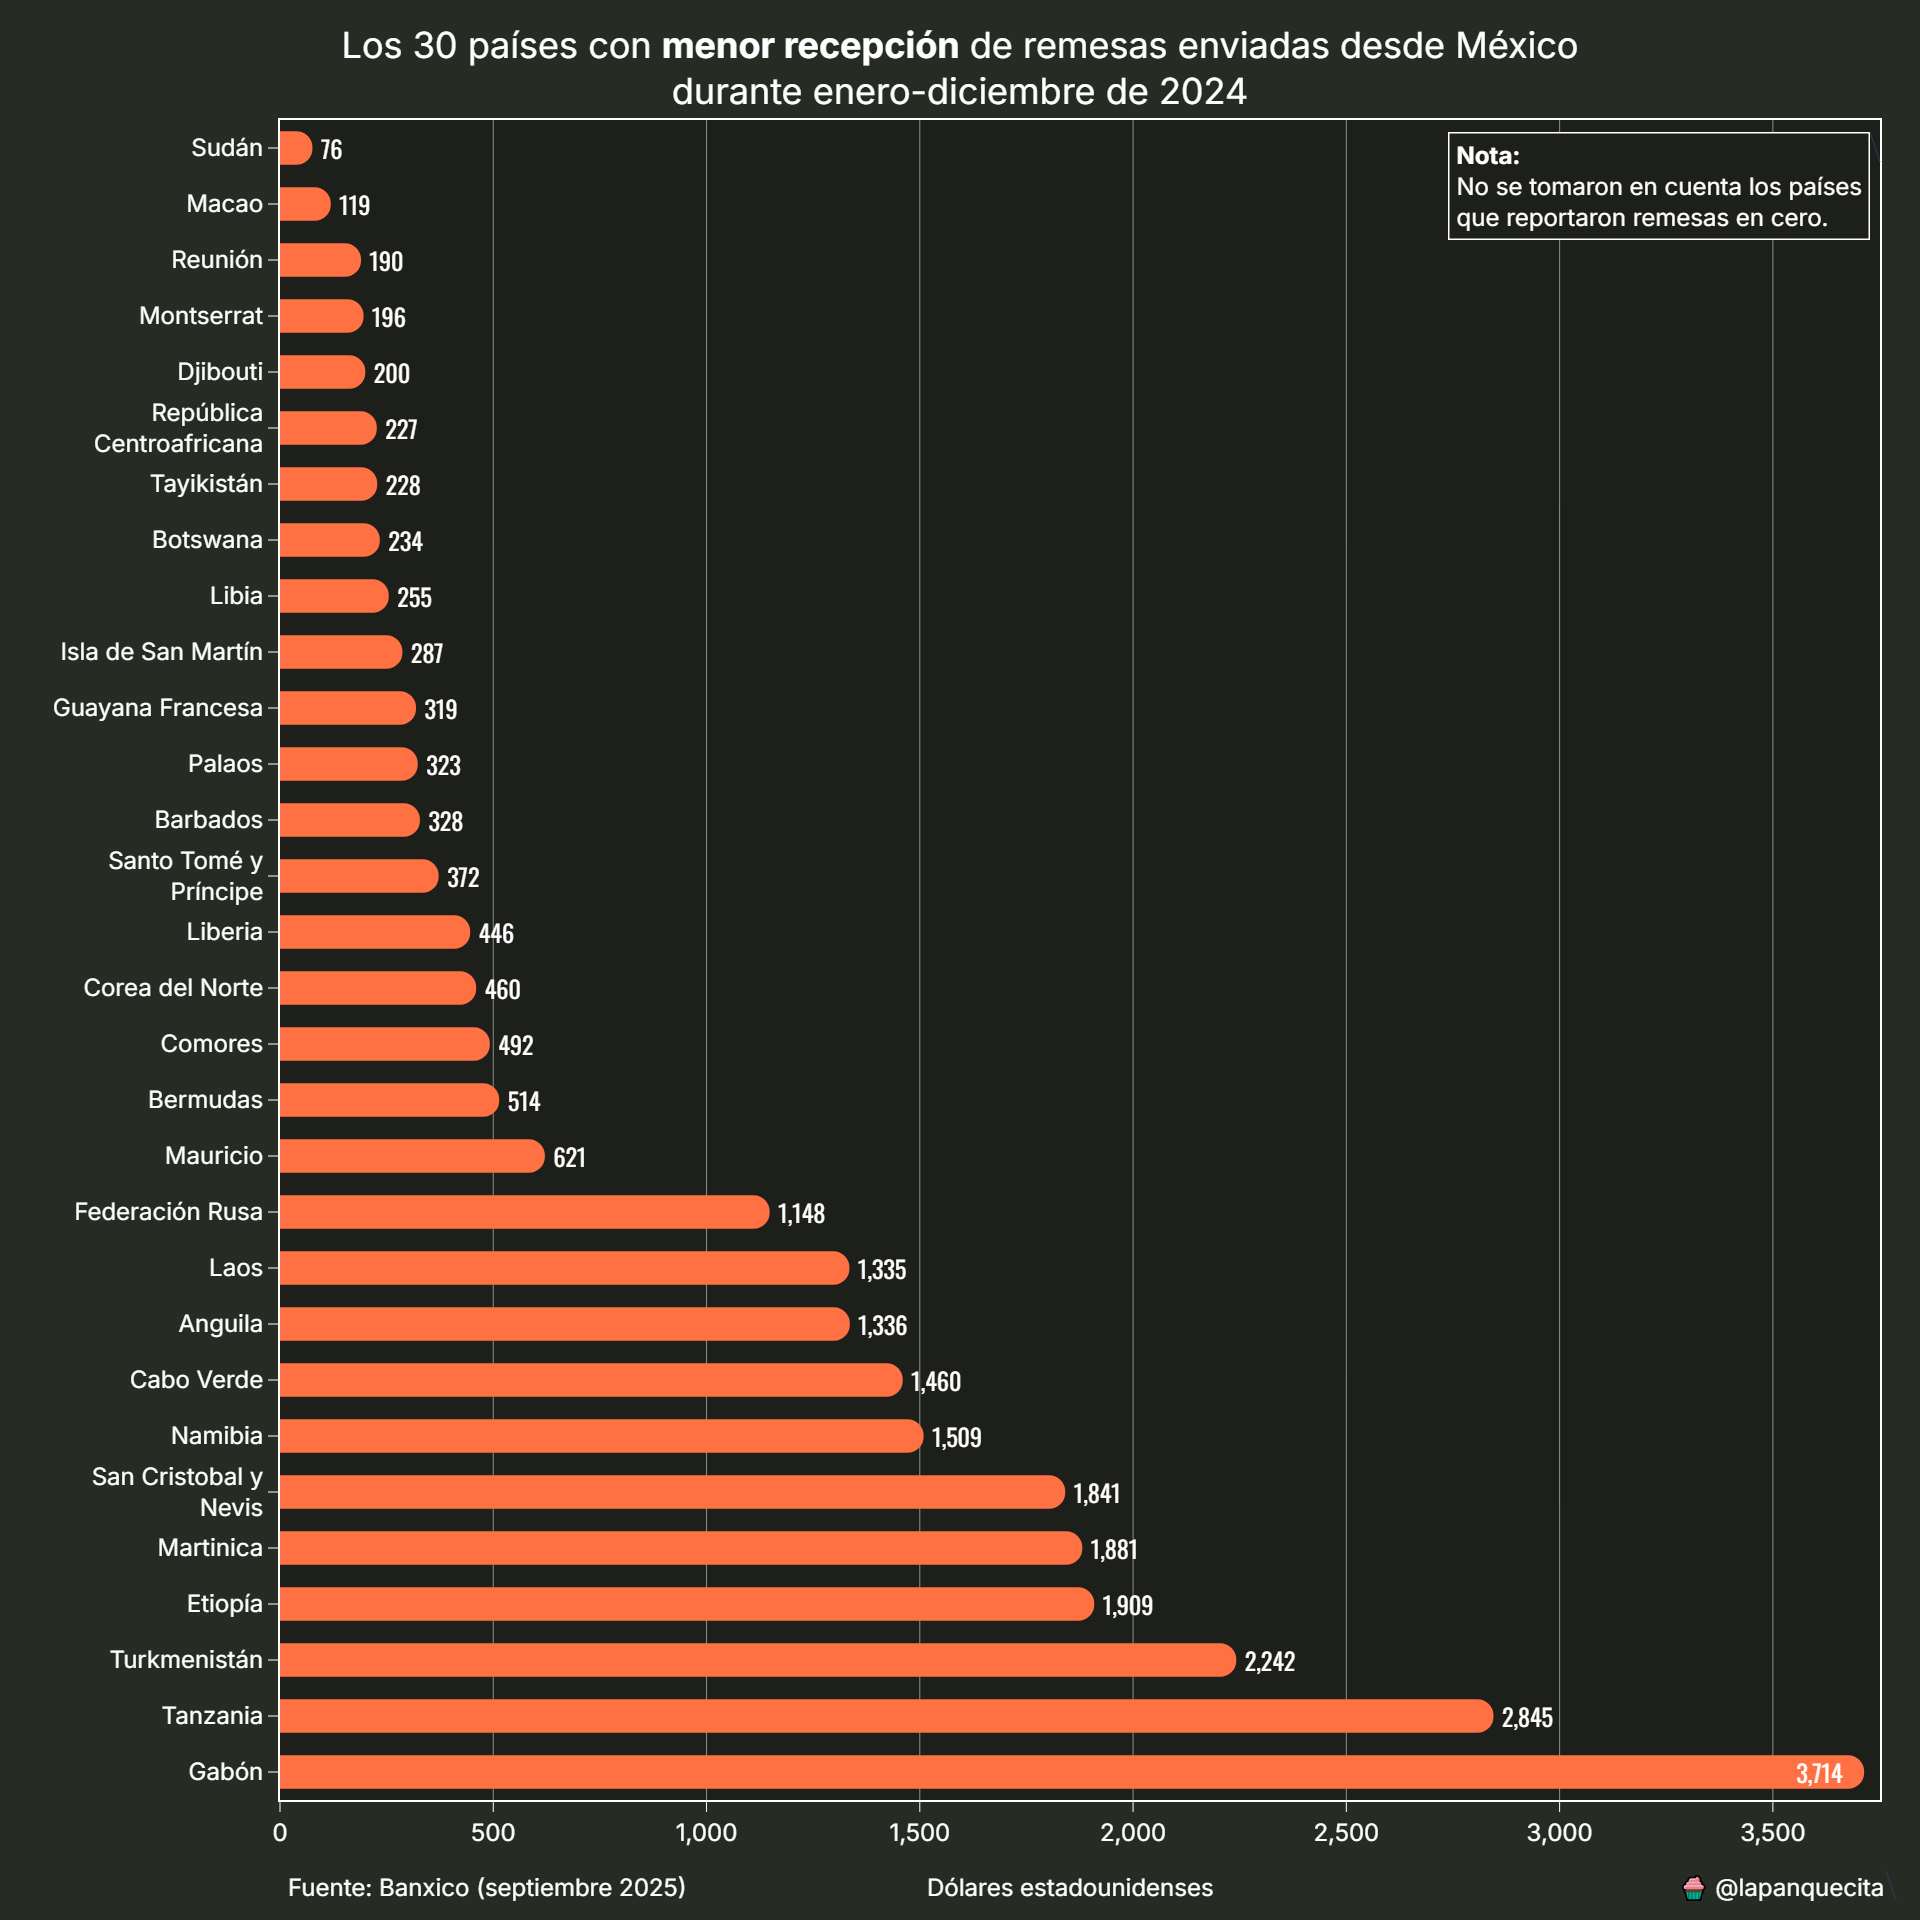 Los 30 países con menor recepción de remesas enviadas desde México
durante enero-diciembre de 2024
Nota:
No se tomaron en cuenta los países
que reportaron remesas en cero.
Sudán 76
Macao 119
Reunión 190
Montserrat 196
Djibouti 200
República
Centroafricana 227
Tayikistán 228
Botswana 234
Libia 255
Isla de San Martín 287
Guayana Francesa 319
Palaos 323
Barbados 328
Santo Tomé y
Príncipe 372
Liberia 446
Corea del Norte 460
Comores 492
Bermudas 514
Mauricio 621
Federación Rusa 1,148
Laos 1,335
Anguila 1,336
Cabo Verde 1,460
Namibia 1,509
San Cristobal y
Nevis 1,841
Martinica 1,881
Etiopía 1,909
Turkmenistán 2,242
Tanzania 2,845
Gabón 3,714
0 500 1,000 1,500 2,000 2,500 3,000 3,500
Fuente: Banxico (septiembre 2025) Dólares estadounidenses @lapanquecita